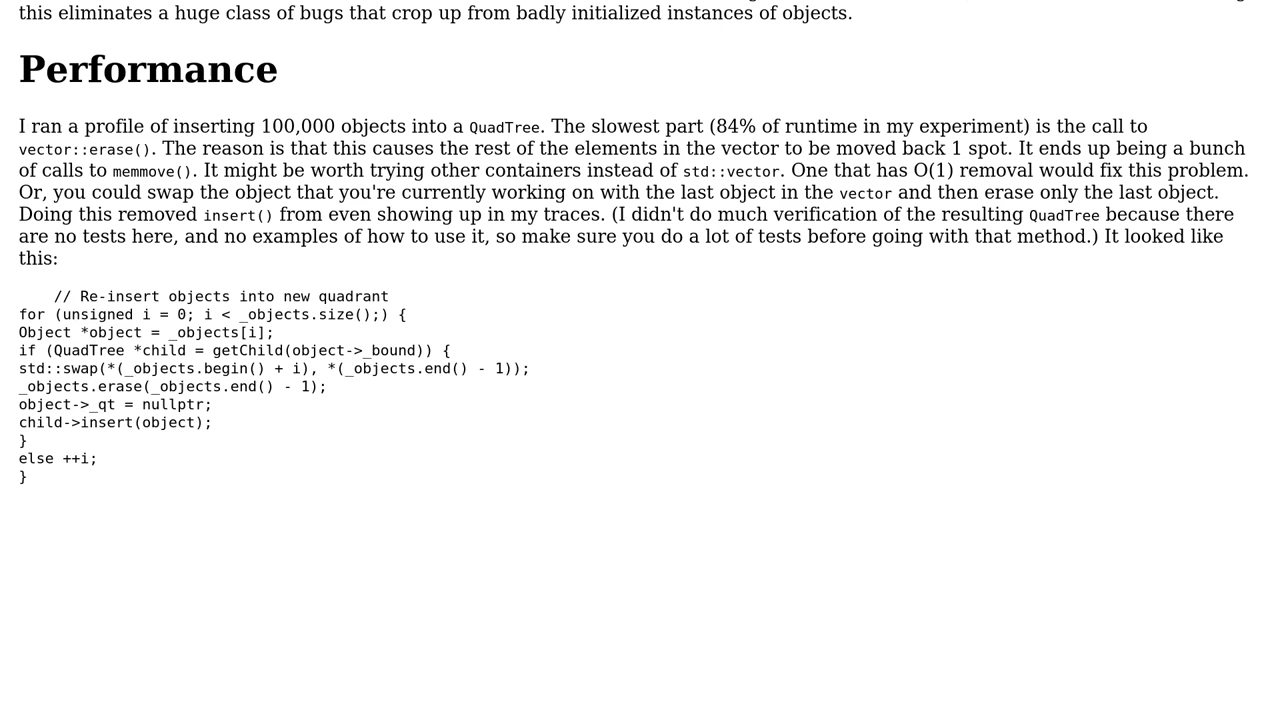 this eliminates a huge class of bugs that crop up from badly initialized instances of objects.
Performance
I ran a profile of inserting 100,000 objects into a QuadTree. The slowest part (84% of runtime in my experiment) is the call to
vector::erase(). The reason is that this causes the rest of the elements in the vector to be moved back 1 spot. It ends up being a bunch
of calls to memmove(). It might be worth trying other containers instead of std::vector. One that has O(1) removal would fix this problem.
Or, you could swap the object that you're currently working on with the last object in the vector and then erase only the last object.
Doing this removed insert() from even showing up in my traces. (I didn't do much verification of the resulting QuadTree because there
are no tests here, and no examples of how to use it, so make sure you do a lot of tests before going with that method.) It looked like
this:
    // Re-insert objects into new quadrant
for (unsigned i = 0; i < _objects.size();) {
Object *object = _objects[i];
if (QuadTree *child = getChild(object->_bound)) {
std::swap(*(_objects.begin() + i), *(_objects.end() - 1));
_objects.erase(_objects.end() - 1);
object->_qt = nullptr;
child->insert(object);
}
else ++i;
}